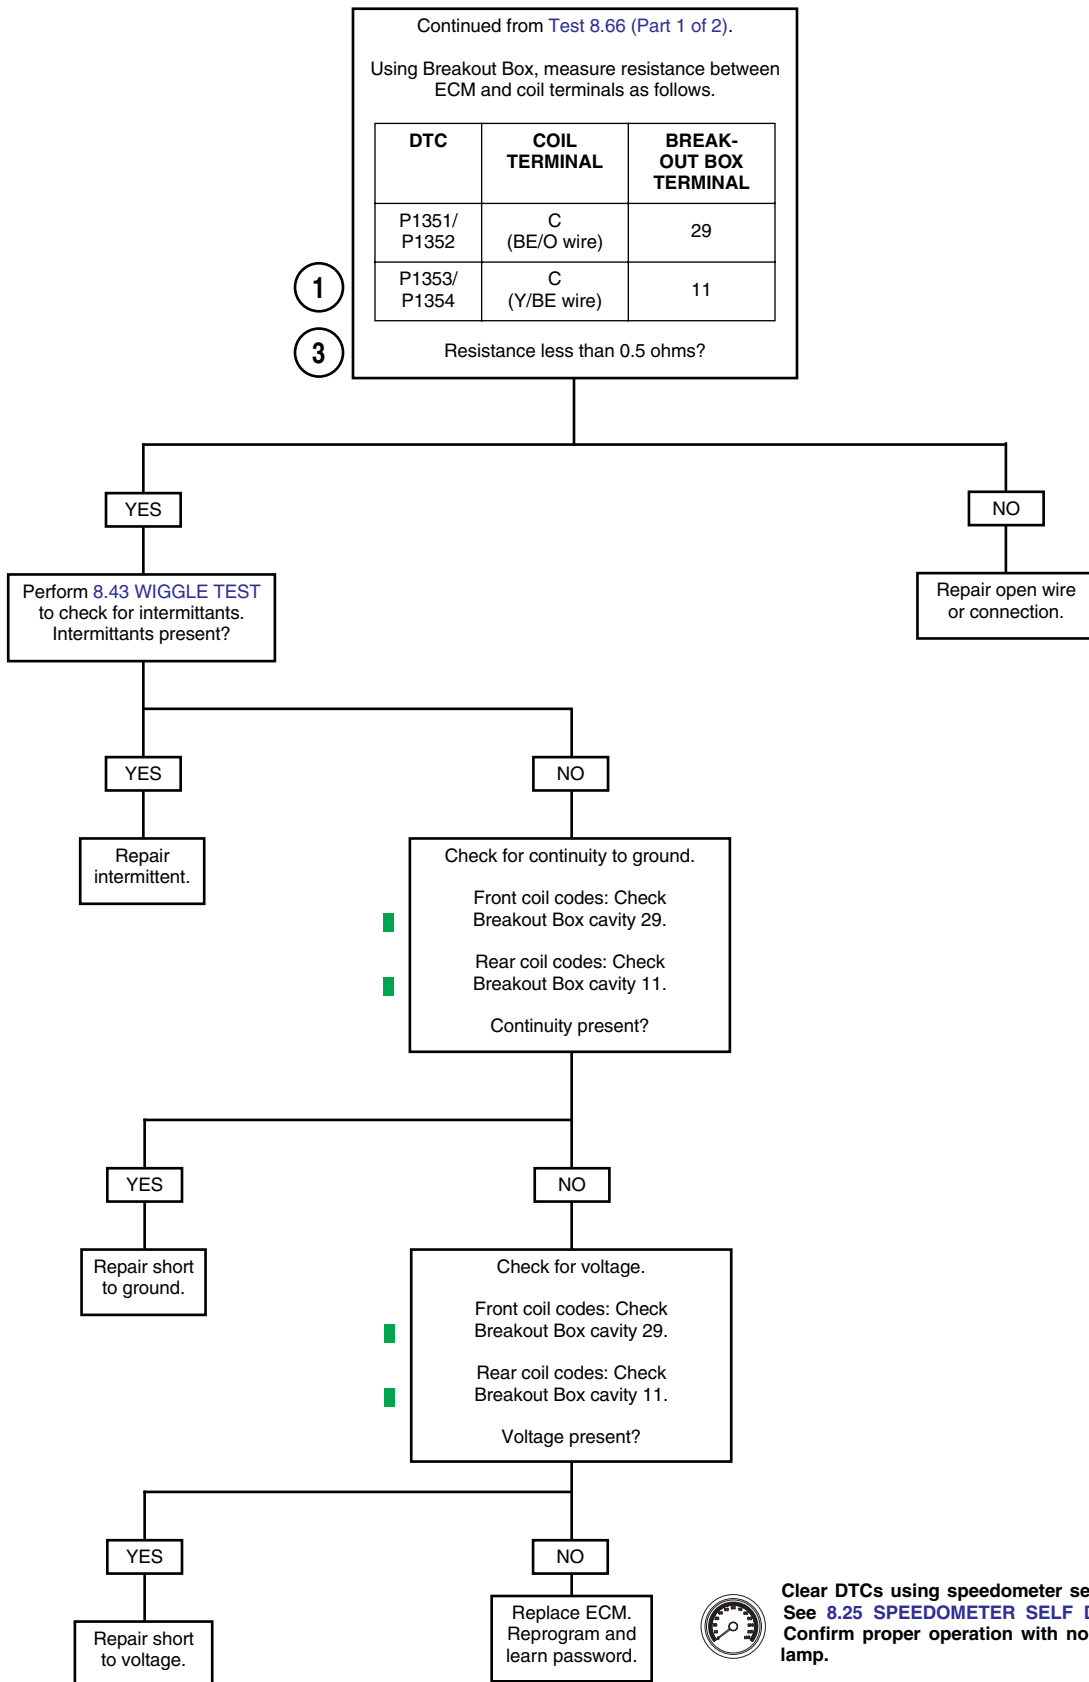 Continued from Test 8.66 (Part 1 of 2).
Using Breakout Box, measure resistance between
ECM and coil terminals as follows.
DTC
COIL
TERMINAL
BREAK-
OUT BOX
TERMINAL
P1351/
P1352
C
(BE/O wire)
29
1
P1353/
P1354
C
(Y/BE wire)
11
3
Resistance less than 0.5 ohms?
YES
NO
Perform 8.43 WIGGLE TEST
to check for intermittants.
Intermittants present?
Repair open wire
or connection.
YES
NO
Repair
intermittent.
Check for continuity to ground.
Front coil codes: Check
Breakout Box cavity 29.
Rear coil codes: Check
Breakout Box cavity 11.
Continuity present?
YES
NO
Repair short
to ground.
Check for voltage.
Front coil codes: Check
Breakout Box cavity 29.
Rear coil codes: Check
Breakout Box cavity 11.
Voltage present?
YES
NO
Repair short
to voltage.
Replace ECM.
Reprogram and
learn password.
Clear DTCs using speedometer se
See 8.25 SPEEDOMETER SELF D
Confirm proper operation with no
lamp.